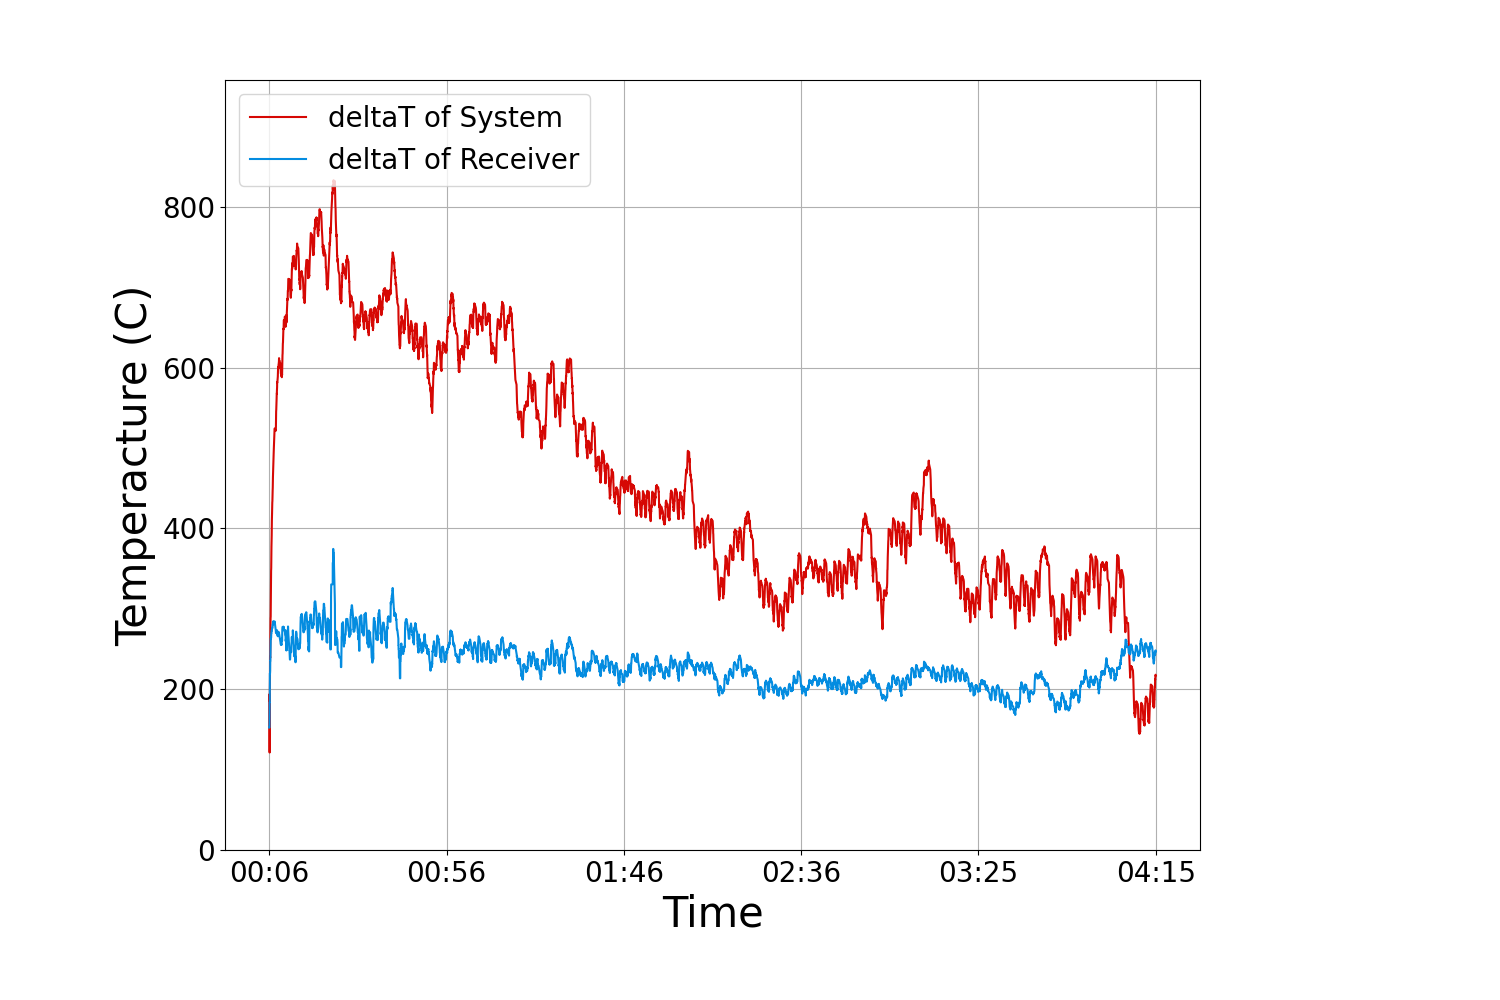 deltaT of System
deltaT of Receiver
800
600
400
200
0
Temperacture (C)
00:06 00:56 01:46 02:36 03:25 04:15
Time